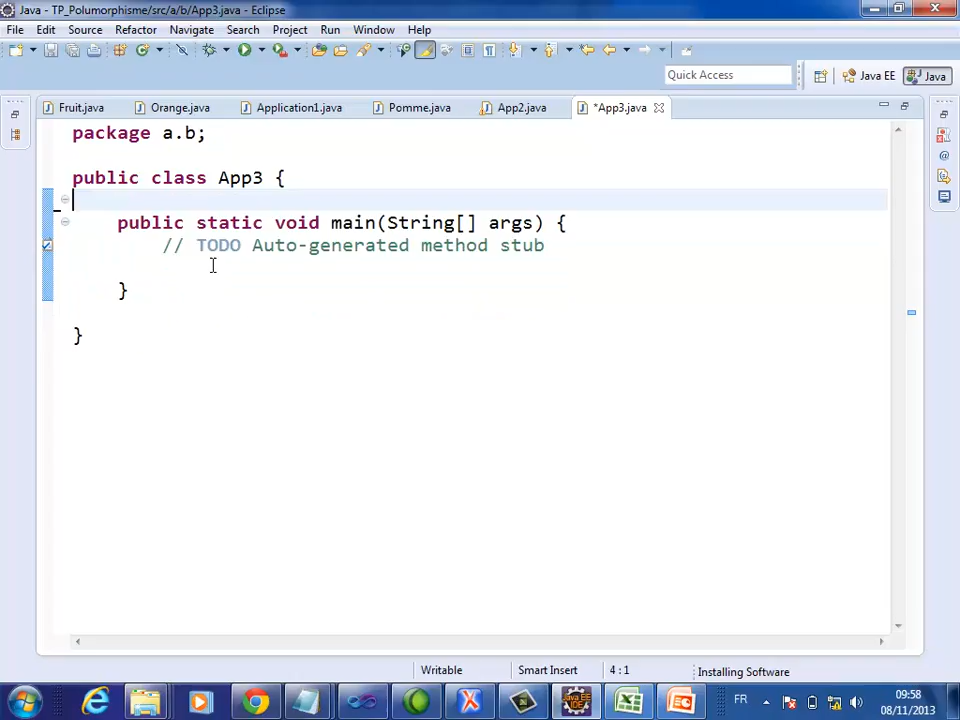 Java - TP_Polumorphisme/src/a/b/App3.java - Eclipse
File Edit Source Refactor Navigate Search Project Run Window Help
Quick Access
Java EE
Java
Fruit.java
Orange.java
Application1.java
Pomme.java
App2.java
*App3.java
package a.b;
public class App3 {
public static void main(String[] args) {
// TODO Auto-generated method stub
}
}
Writable
Smart Insert
4 : 1
Installing Software
FR
09:58
08/11/2013